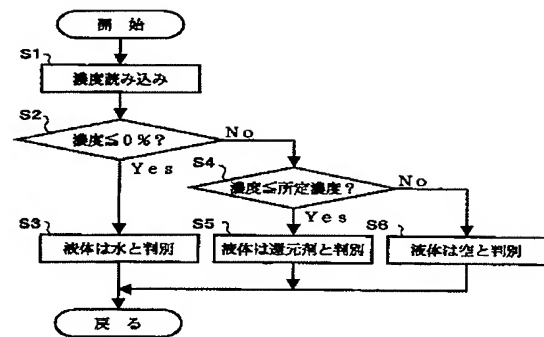 開 始
S1
濃度読み込み
S2
濃度≦0%?
No
Yes
S4
濃度≦所定濃度?
No
Yes
S3
液体は水と判別
S5
液体は還元剤と判別
S6
液体は空と判別
戻 る